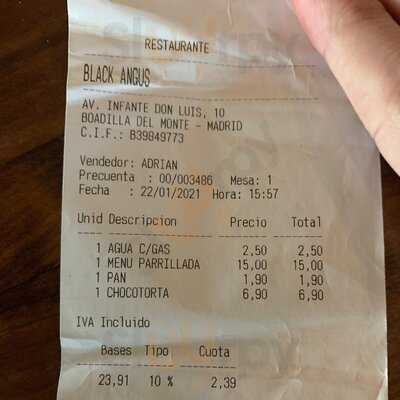 RESTAURANTE
BLACK ANGUS
AV. INFANTE DON LUIS, 10
BOADILLA DEL MONTE - MADRID
C.I.F.: B39849773
Vendedor: ADRIAN
Precuenta : 00/003486 Mesa: 1
Fecha : 22/01/2021 Hora: 15:57
Unid Descripcion Precio Total
1 AGUA C/GAS 2,50 2,50
1 MENU PARRILLADA 15,00 15,00
1 PAN 1,90 1,90
1 CHOCOTORTA 6,90 6,90
IVA Incluido
Bases Tipo Cuota
23,91 10 % 2,39